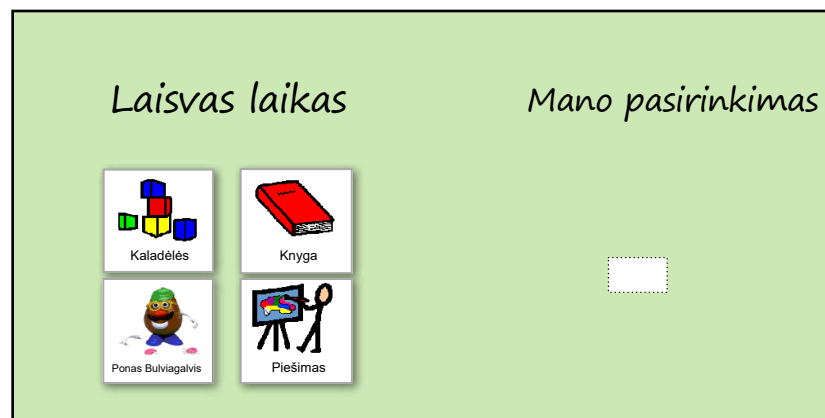 Laisvas laikas
Mano pasirinkimas
Kaladėlės
Knyga
Ponas Bulviagalvis
Piešimas